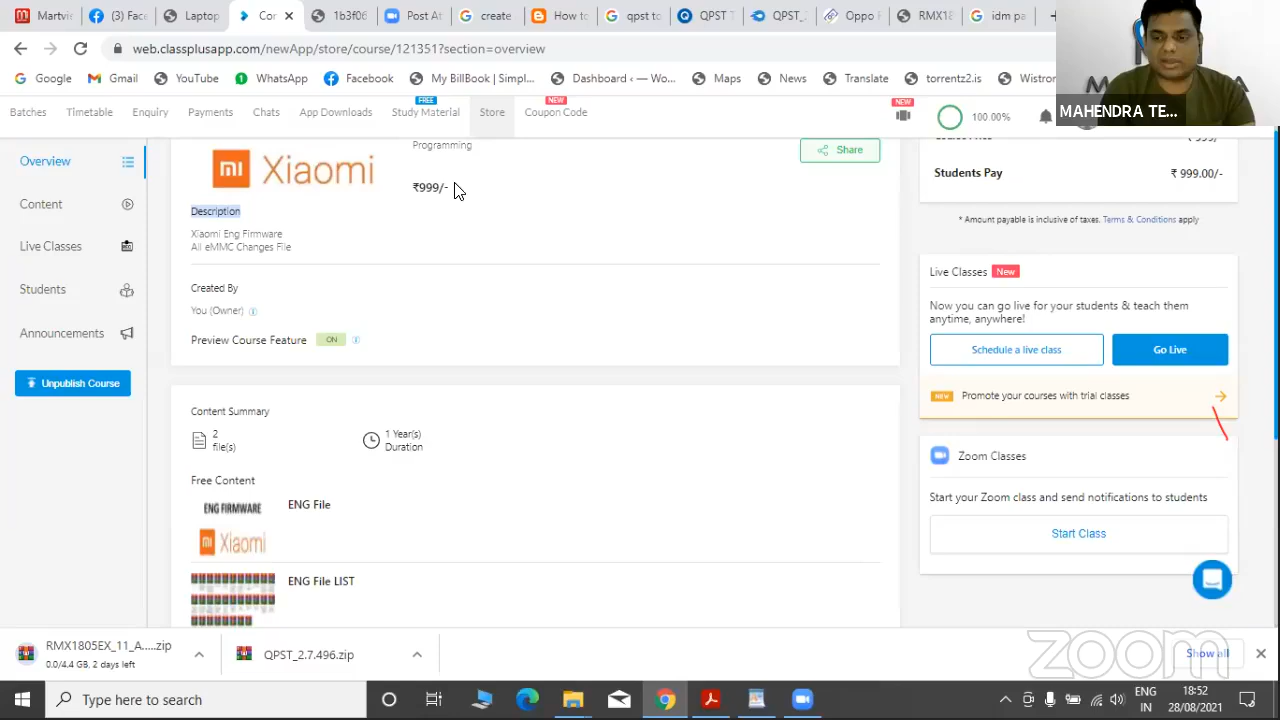 Martvi
(3) Face
Laptop
Cor
1b3f06
Post At
create
How to
qpst to
QPST T
QPST_
Oppo F
RMX18
idm pa
web.classplusapp.com/newApp/store/course/121351?section=overview
Google
Gmail
YouTube
WhatsApp
Facebook
My BillBook | Simpl...
Dashboard ‹ — Wo...
Maps
News
Translate
torrentz2.is
Wistron
MAHENDRA TE...
Batches
Timetable
Enquiry
Payments
Chats
App Downloads
FREE
Study Material
Store
NEW
Coupon Code
NEW
100.00%
Overview
Content
Live Classes
Students
Announcements
Unpublish Course
mi Xiaomi
Programming
₹999/-
Share
Description
Xiaomi Eng Firmware
All eMMC Changes File
Created By
You (Owner)
Preview Course Feature ON
Content Summary
2
file(s)
1 Year(s)
Duration
Free Content
ENG FIRMWARE
mi Xiaomi
ENG File
ENG File LIST
Students Pay ₹ 999.00/-
* Amount payable is inclusive of taxes. Terms & Conditions apply
Live Classes New
Now you can go live for your students & teach them
anytime, anywhere!
Schedule a live class
Go Live
NEW Promote your courses with trial classes
Zoom Classes
Start your Zoom class and send notifications to students
Start Class
RMX1805EX_11_A.....zip
0.0/4.4 GB, 2 days left
QPST_2.7.496.zip
Show all
zoom
Type here to search
ENG
IN
18:52
28/08/2021